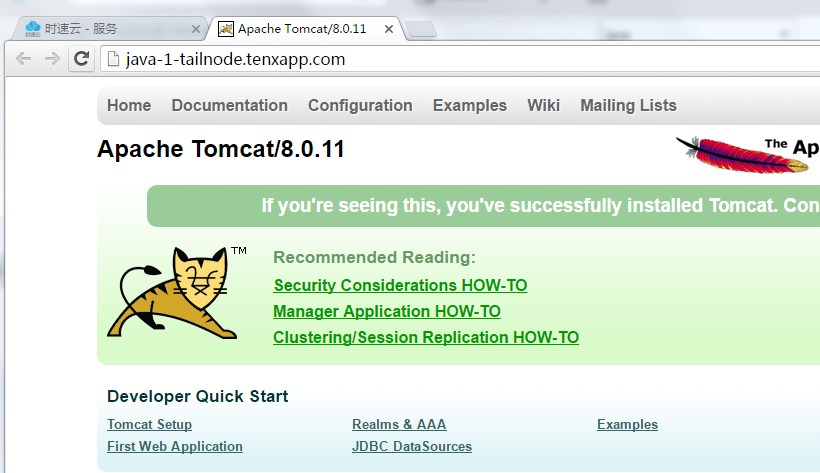 时速云 - 服务
Apache Tomcat/8.0.11
java-1-tailnode.tenxapp.com
Home Documentation Configuration Examples Wiki Mailing Lists
Apache Tomcat/8.0.11
The Ap
If you're seeing this, you've successfully installed Tomcat. Con
TM
Recommended Reading:
Security Considerations HOW-TO
Manager Application HOW-TO
Clustering/Session Replication HOW-TO
Developer Quick Start
Tomcat Setup Realms & AAA Examples
First Web Application JDBC DataSources